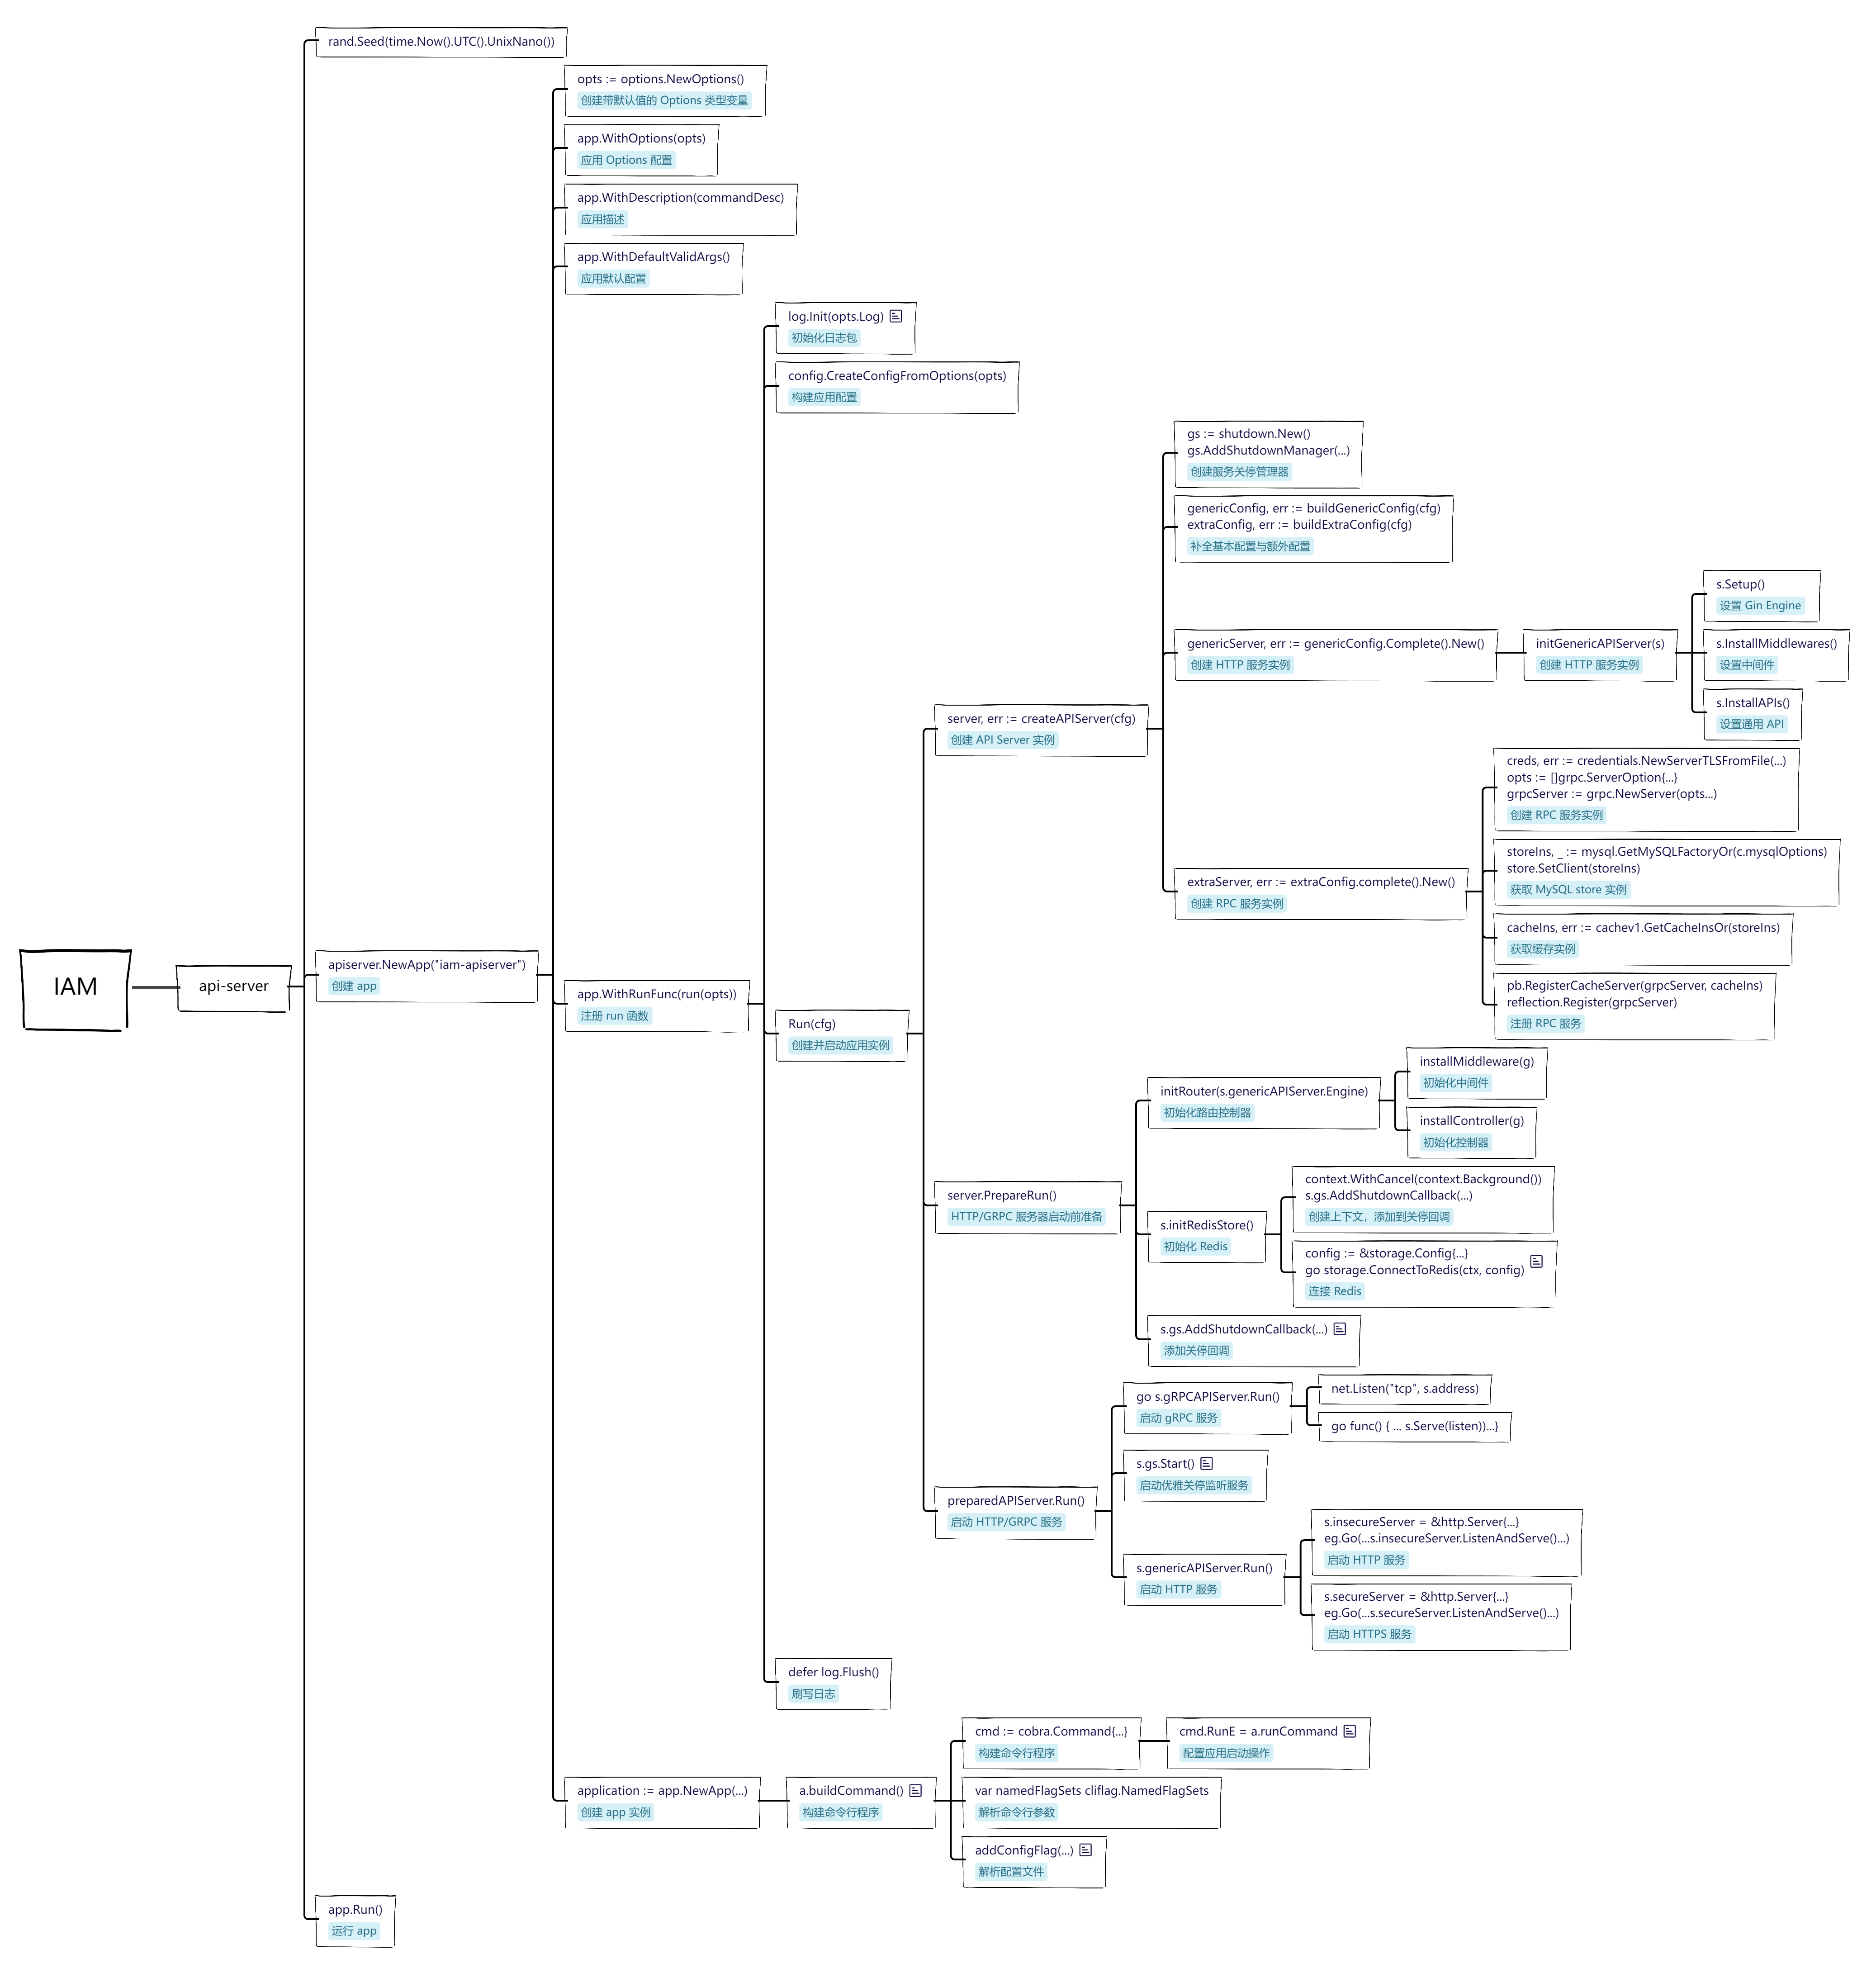 IAM
api-server
rand.Seed(time.Now().UTC().UnixNano())
apiserver.NewApp("iam-apiserver")
创建 app
opts := options.NewOptions()
创建带默认值的 Options 类型变量
app.WithOptions(opts)
应用 Options 配置
app.WithDescription(commandDesc)
应用描述
app.WithDefaultValidArgs()
应用默认配置
app.WithRunFunc(run(opts))
注册 run 函数
log.Init(opts.Log)
初始化日志包
config.CreateConfigFromOptions(opts)
构建应用配置
Run(cfg)
创建并启动应用实例
server, err := createAPIServer(cfg)
创建 API Server 实例
gs := shutdown.New()
gs.AddShutdownManager(...)
创建服务关停管理器
genericConfig, err := buildGenericConfig(cfg)
extraConfig, err := buildExtraConfig(cfg)
补全基本配置与额外配置
genericServer, err := genericConfig.Complete().New()
创建 HTTP 服务实例
initGenericAPIServer(s)
创建 HTTP 服务实例
s.Setup()
设置 Gin Engine
s.InstallMiddlewares()
设置中间件
s.InstallAPIs()
设置通用 API
extraServer, err := extraConfig.complete().New()
创建 RPC 服务实例
creds, err := credentials.NewServerTLSFromFile(...)
opts := []grpc.ServerOption{...}
grpcServer := grpc.NewServer(opts...)
创建 RPC 服务实例
storeIns, _ := mysql.GetMySQLFactoryOr(c.mysqlOptions)
store.SetClient(storeIns)
获取 MySQL store 实例
cacheIns, err := cachev1.GetCacheInsOr(storeIns)
获取缓存实例
pb.RegisterCacheServer(grpcServer, cacheIns)
reflection.Register(grpcServer)
注册 RPC 服务
server.PrepareRun()
HTTP/GRPC 服务器启动前准备
initRouter(s.genericAPIServer.Engine)
初始化路由控制器
installMiddleware(g)
初始化中间件
installController(g)
初始化控制器
s.initRedisStore()
初始化 Redis
context.WithCancel(context.Background())
s.gs.AddShutdownCallback(...)
创建上下文，添加到关停回调
config := &storage.Config{...}
go storage.ConnectToRedis(ctx, config)
连接 Redis
s.gs.AddShutdownCallback(...)
添加关停回调
preparedAPIServer.Run()
启动 HTTP/GRPC 服务
go s.gRPCAPIServer.Run()
启动 gRPC 服务
net.Listen("tcp", s.address)
go func() { ... s.Serve(listen))...}
s.gs.Start()
启动优雅关停监听服务
s.genericAPIServer.Run()
启动 HTTP 服务
s.insecureServer = &http.Server{...}
eg.Go(...s.insecureServer.ListenAndServe()...)
启动 HTTP 服务
s.secureServer = &http.Server{...}
eg.Go(...s.secureServer.ListenAndServe()...)
启动 HTTPS 服务
defer log.Flush()
刷写日志
application := app.NewApp(...)
创建 app 实例
a.buildCommand()
构建命令行程序
cmd := cobra.Command{...}
构建命令行程序
cmd.RunE = a.runCommand
配置应用启动操作
var namedFlagSets cliflag.NamedFlagSets
解析命令行参数
addConfigFlag(...)
解析配置文件
app.Run()
运行 app